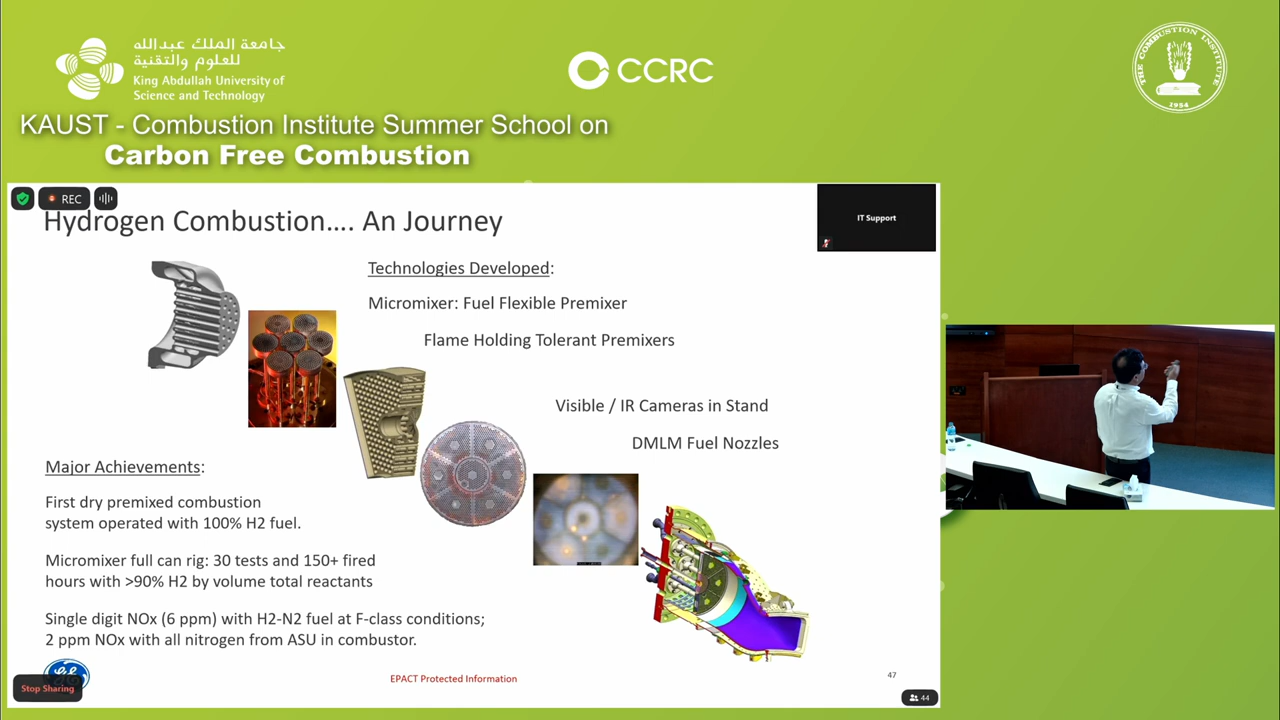 جامعة الملك عبدالله
للعلوم والتقنية
King Abdullah University of
Science and Technology
CCRC
THE COMBUSTION INSTITUTE
1954
KAUST - Combustion Institute Summer School on
Carbon Free Combustion
REC
Hydrogen Combustion.... An Journey
IT Support
Technologies Developed:
Micromixer: Fuel Flexible Premixer
Flame Holding Tolerant Premixers
Visible / IR Cameras in Stand
DMLM Fuel Nozzles
Major Achievements:
First dry premixed combustion
system operated with 100% H2 fuel.
Micromixer full can rig: 30 tests and 150+ fired
hours with >90% H2 by volume total reactants
Single digit NOx (6 ppm) with H2-N2 fuel at F-class conditions;
2 ppm NOx with all nitrogen from ASU in combustor.
Stop Sharing
EPACT Protected Information
47
44